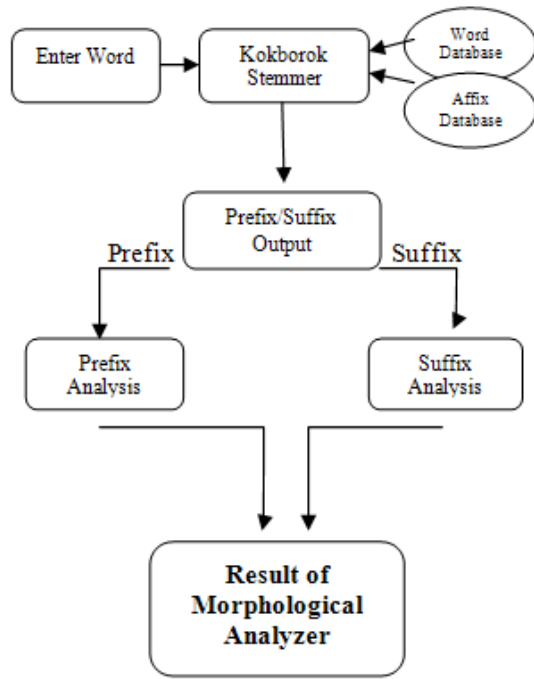 Enter Word
Kokborok
Stemmer
Word
Database
Affix
Database
Prefix/Suffix
Output
Prefix
Suffix
Prefix
Analysis
Suffix
Analysis
Result of
Morphological
Analyzer